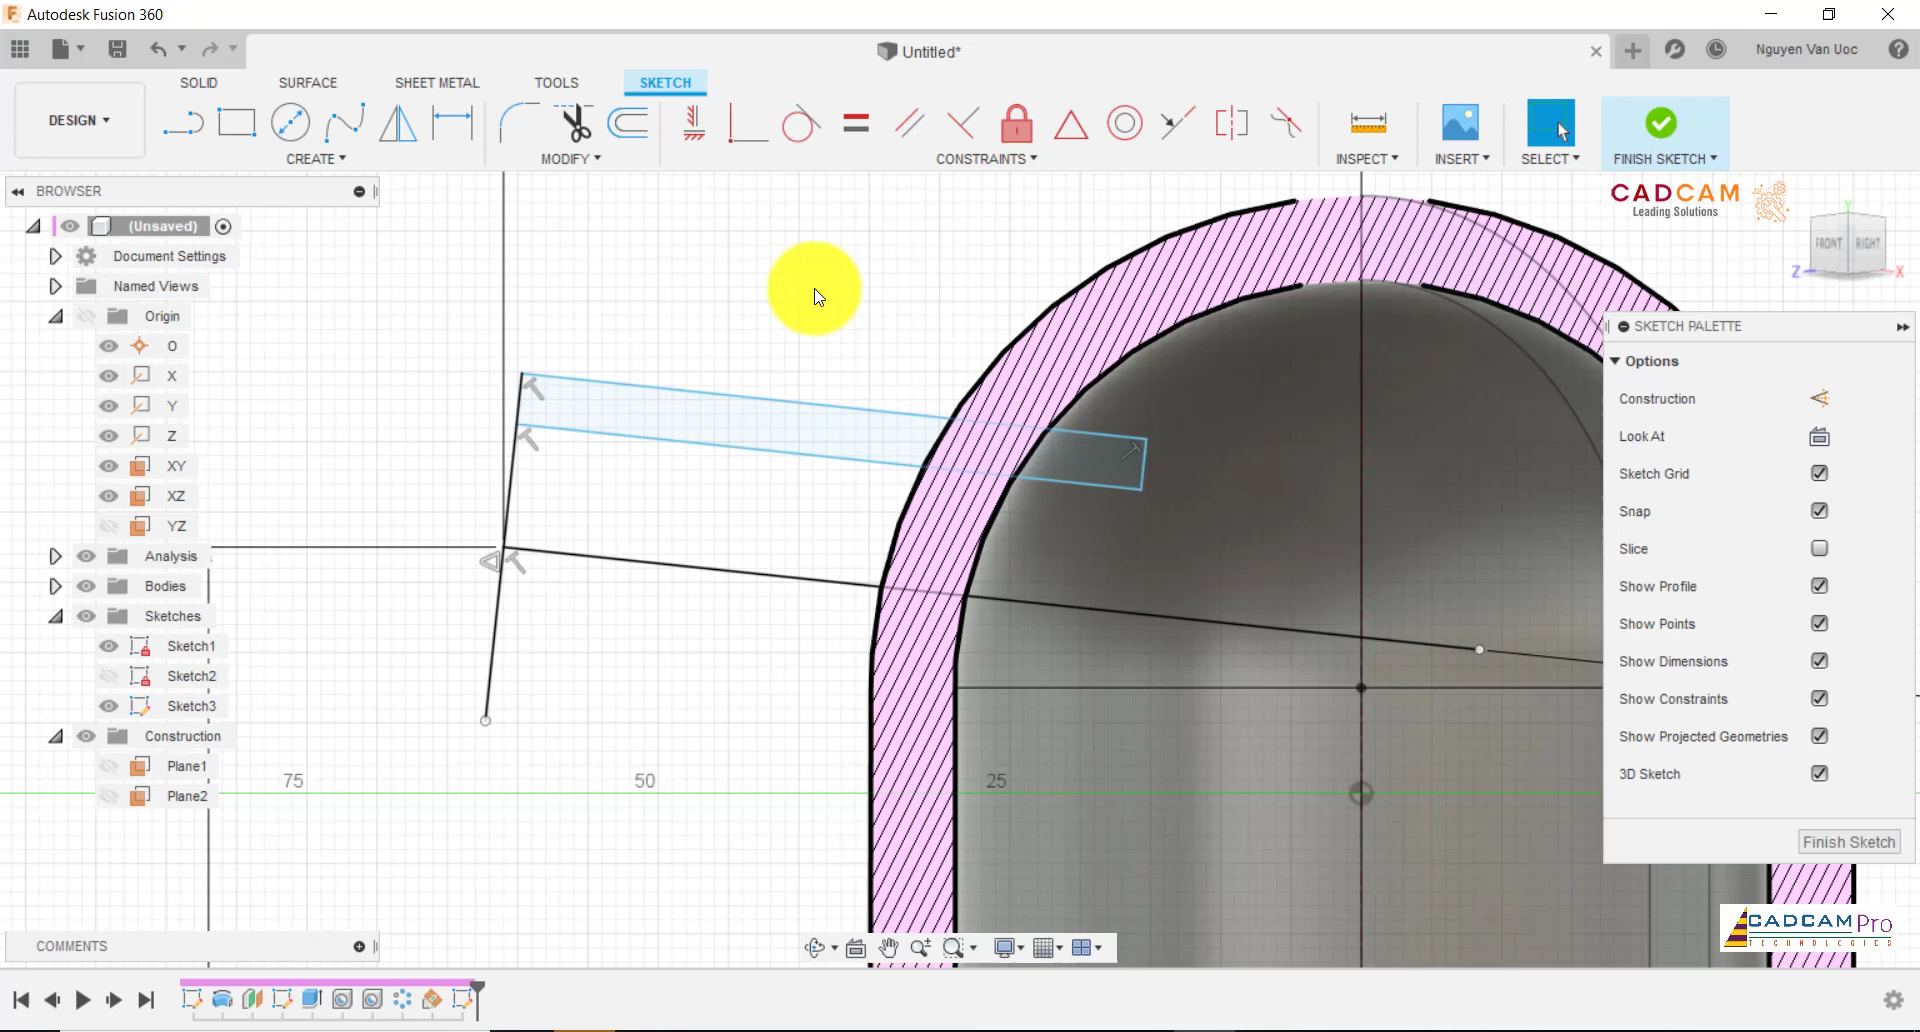 Autodesk Fusion 360
Untitled*
Nguyen Van Uoc
SOLID
SURFACE
SHEET METAL
TOOLS
SKETCH
DESIGN
CREATE
MODIFY
CONSTRAINTS
INSPECT
INSERT
SELECT
FINISH SKETCH
BROWSER
(Unsaved)
Document Settings
Named Views
Origin
O
X
Y
Z
XY
XZ
YZ
Analysis
Bodies
Sketches
Sketch1
Sketch2
Sketch3
Construction
Plane1
Plane2
75
50
25
CADCAM
Leading Solutions
Y
FRONT
RIGHT
Z
X
SKETCH PALETTE
Options
Construction
Look At
Sketch Grid
Snap
Slice
Show Profile
Show Points
Show Dimensions
Show Constraints
Show Projected Geometries
3D Sketch
Finish Sketch
CADCAM Pro
TECHNOLOGIES
COMMENTS